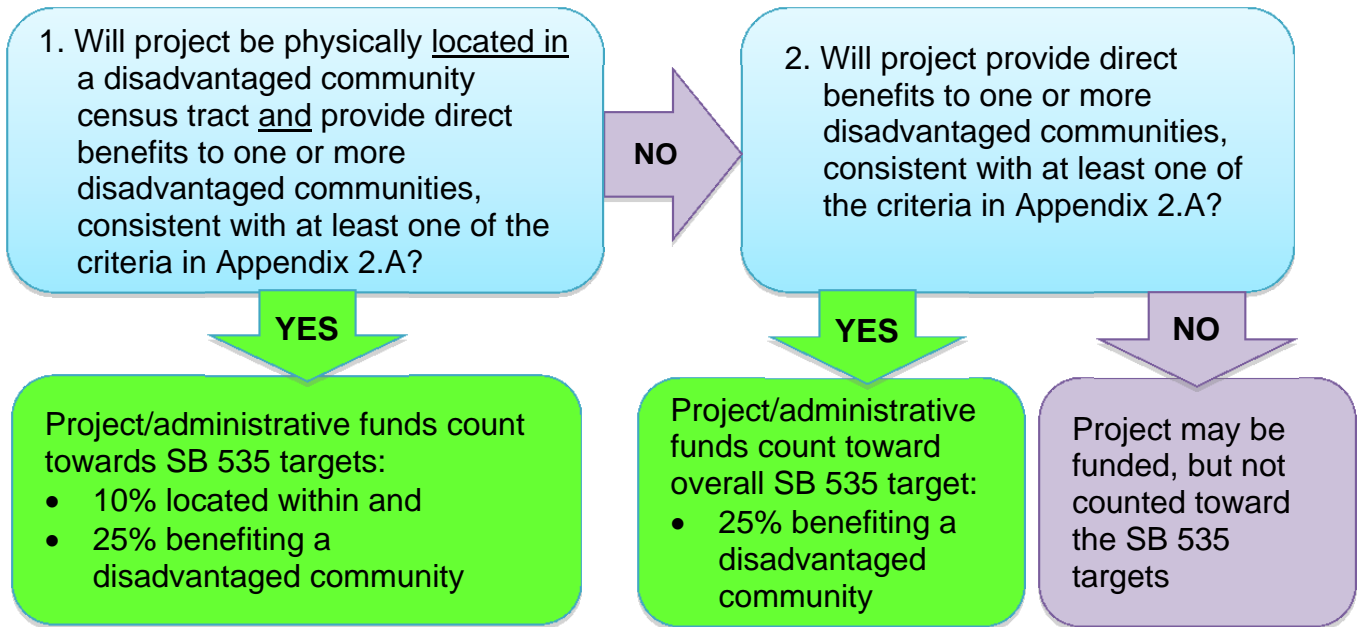 1. Will project be physically located in
a disadvantaged community
census tract and provide direct
benefits to one or more
disadvantaged communities,
consistent with at least one of the
criteria in Appendix 2.A?
NO
2. Will project provide direct
benefits to one or more
disadvantaged communities,
consistent with at least one of
the criteria in Appendix 2.A?
YES
YES
NO
Project/administrative funds count
towards SB 535 targets:
• 10% located within and
• 25% benefiting a
disadvantaged community
Project/administrative
funds count toward
overall SB 535 target:
• 25% benefiting a
disadvantaged
community
Project may be
funded, but not
counted toward
the SB 535
targets